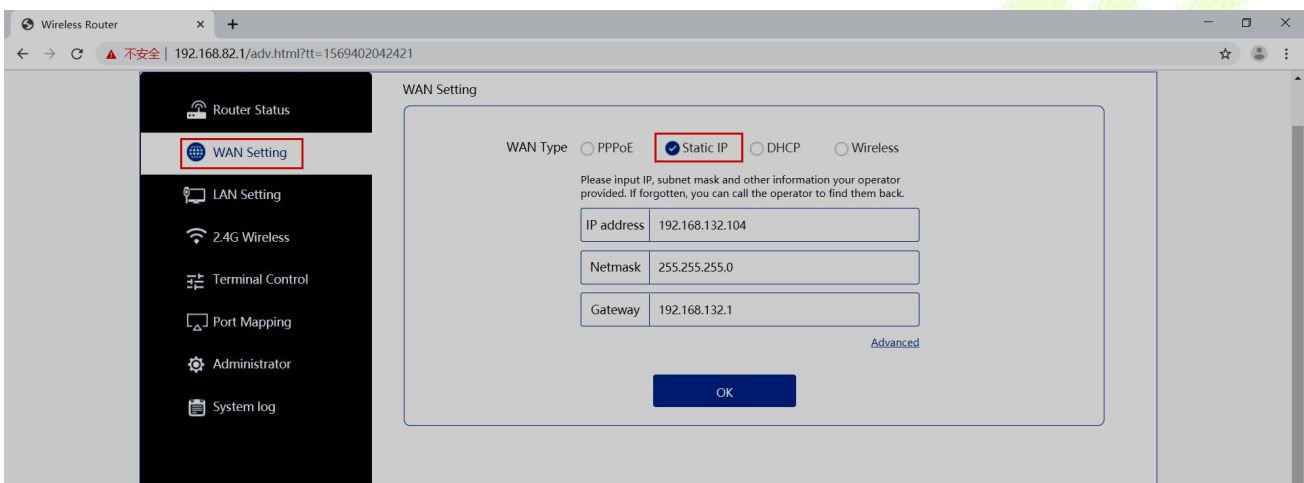 Wireless Router
不安全 | 192.168.82.1/adv.html?tt=1569402042421
Router Status
WAN Setting
LAN Setting
2.4G Wireless
Terminal Control
Port Mapping
Administrator
System log
WAN Setting
WAN Type PPPoE Static IP DHCP Wireless
Please input IP, subnet mask and other information your operator
provided. If forgotten, you can call the operator to find them back.
IP address 192.168.132.104
Netmask 255.255.255.0
Gateway 192.168.132.1
Advanced
OK